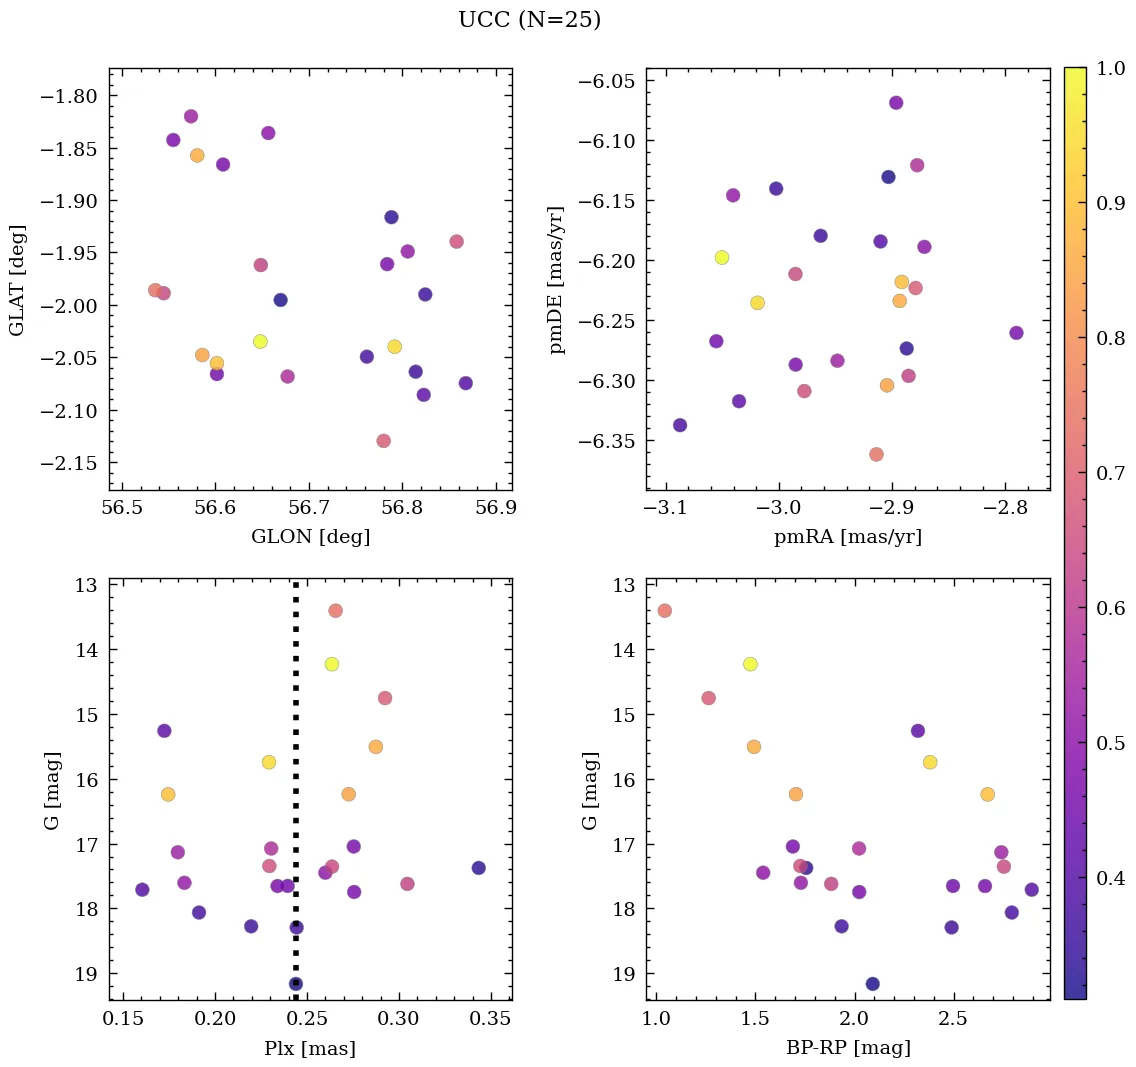 UCC (N=25)
−1.80
−1.85
−1.90
−1.95
−2.00
−2.05
−2.10
−2.15
GLAT [deg]
56.5 56.6 56.7 56.8 56.9
GLON [deg]
−6.05
−6.10
−6.15
−6.20
−6.25
−6.30
−6.35
pmDE [mas/yr]
−3.1 −3.0 −2.9 −2.8
pmRA [mas/yr]
13
14
15
16
17
18
19
G [mag]
0.15 0.20 0.25 0.30 0.35
Plx [mas]
13
14
15
16
17
18
19
G [mag]
1.0 1.5 2.0 2.5
BP-RP [mag]
1.0
0.9
0.8
0.7
0.6
0.5
0.4